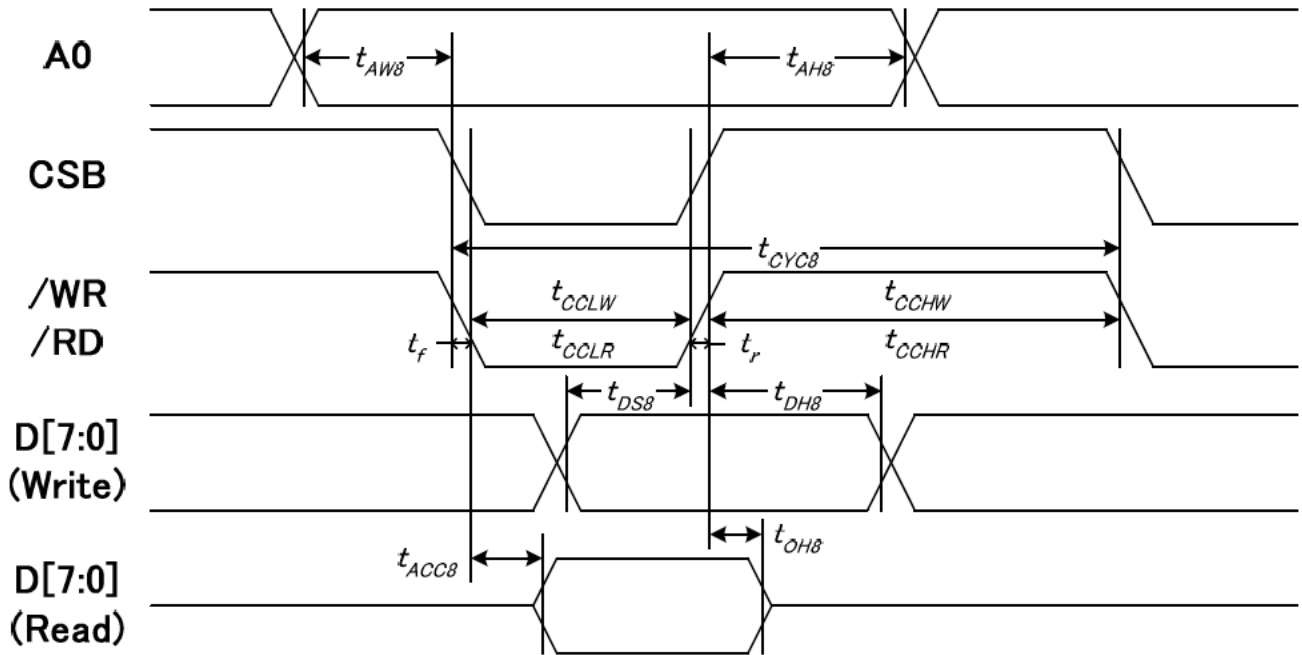 A0
t_AW8
t_AH8
CSB
t_CYC8
/WR
/RD
t_CCLW
t_CCHW
t_f
t_CCLR
t_r
t_CCHR
t_DS8
t_DH8
D[7:0]
(Write)
t_ACC8
t_OH8
D[7:0]
(Read)